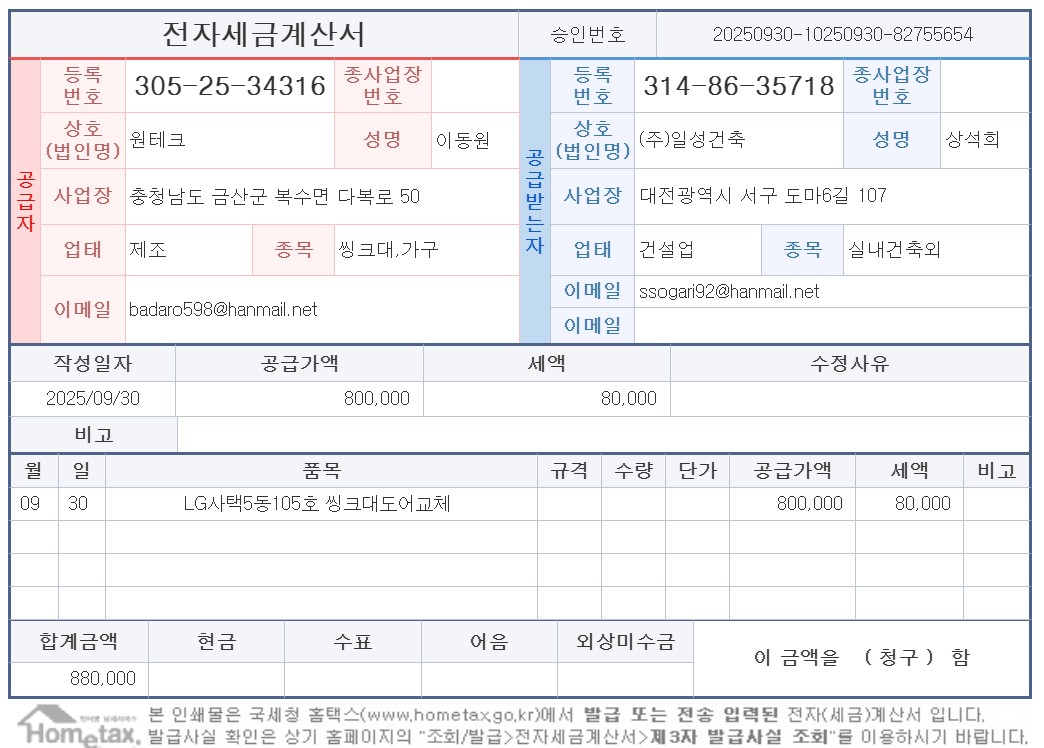 전자세금계산서 승인번호 20250930-10250930-82755654
공급자
등록번호 305-25-34316 종사업장번호
상호(법인명) 원테크 성명 이동원
사업장 충청남도 금산군 복수면 다복로 50
업태 제조 종목 씽크대,가구
이메일 badaro598@hanmail.net
공급받는자
등록번호 314-86-35718 종사업장번호
상호(법인명) (주)일성건축 성명 상석희
사업장 대전광역시 서구 도마6길 107
업태 건설업 종목 실내건축외
이메일 ssogari92@hanmail.net
이메일
작성일자 공급가액 세액 수정사유
2025/09/30 800,000 80,000
비고
월 일 품목 규격 수량 단가 공급가액 세액 비고
09 30 LG사택5동105호 씽크대도어교체 800,000 80,000
합계금액 현금 수표 어음 외상미수금 이 금액을 ( 청구 ) 함
880,000
Hometax. 본 인쇄물은 국세청 홈택스(www.hometax.go.kr)에서 발급 또는 전송 입력된 전자(세금)계산서 입니다.
발급사실 확인은 상기 홈페이지의 "조회/발급>전자세금계산서>제3자 발급사실 조회"를 이용하시기 바랍니다.